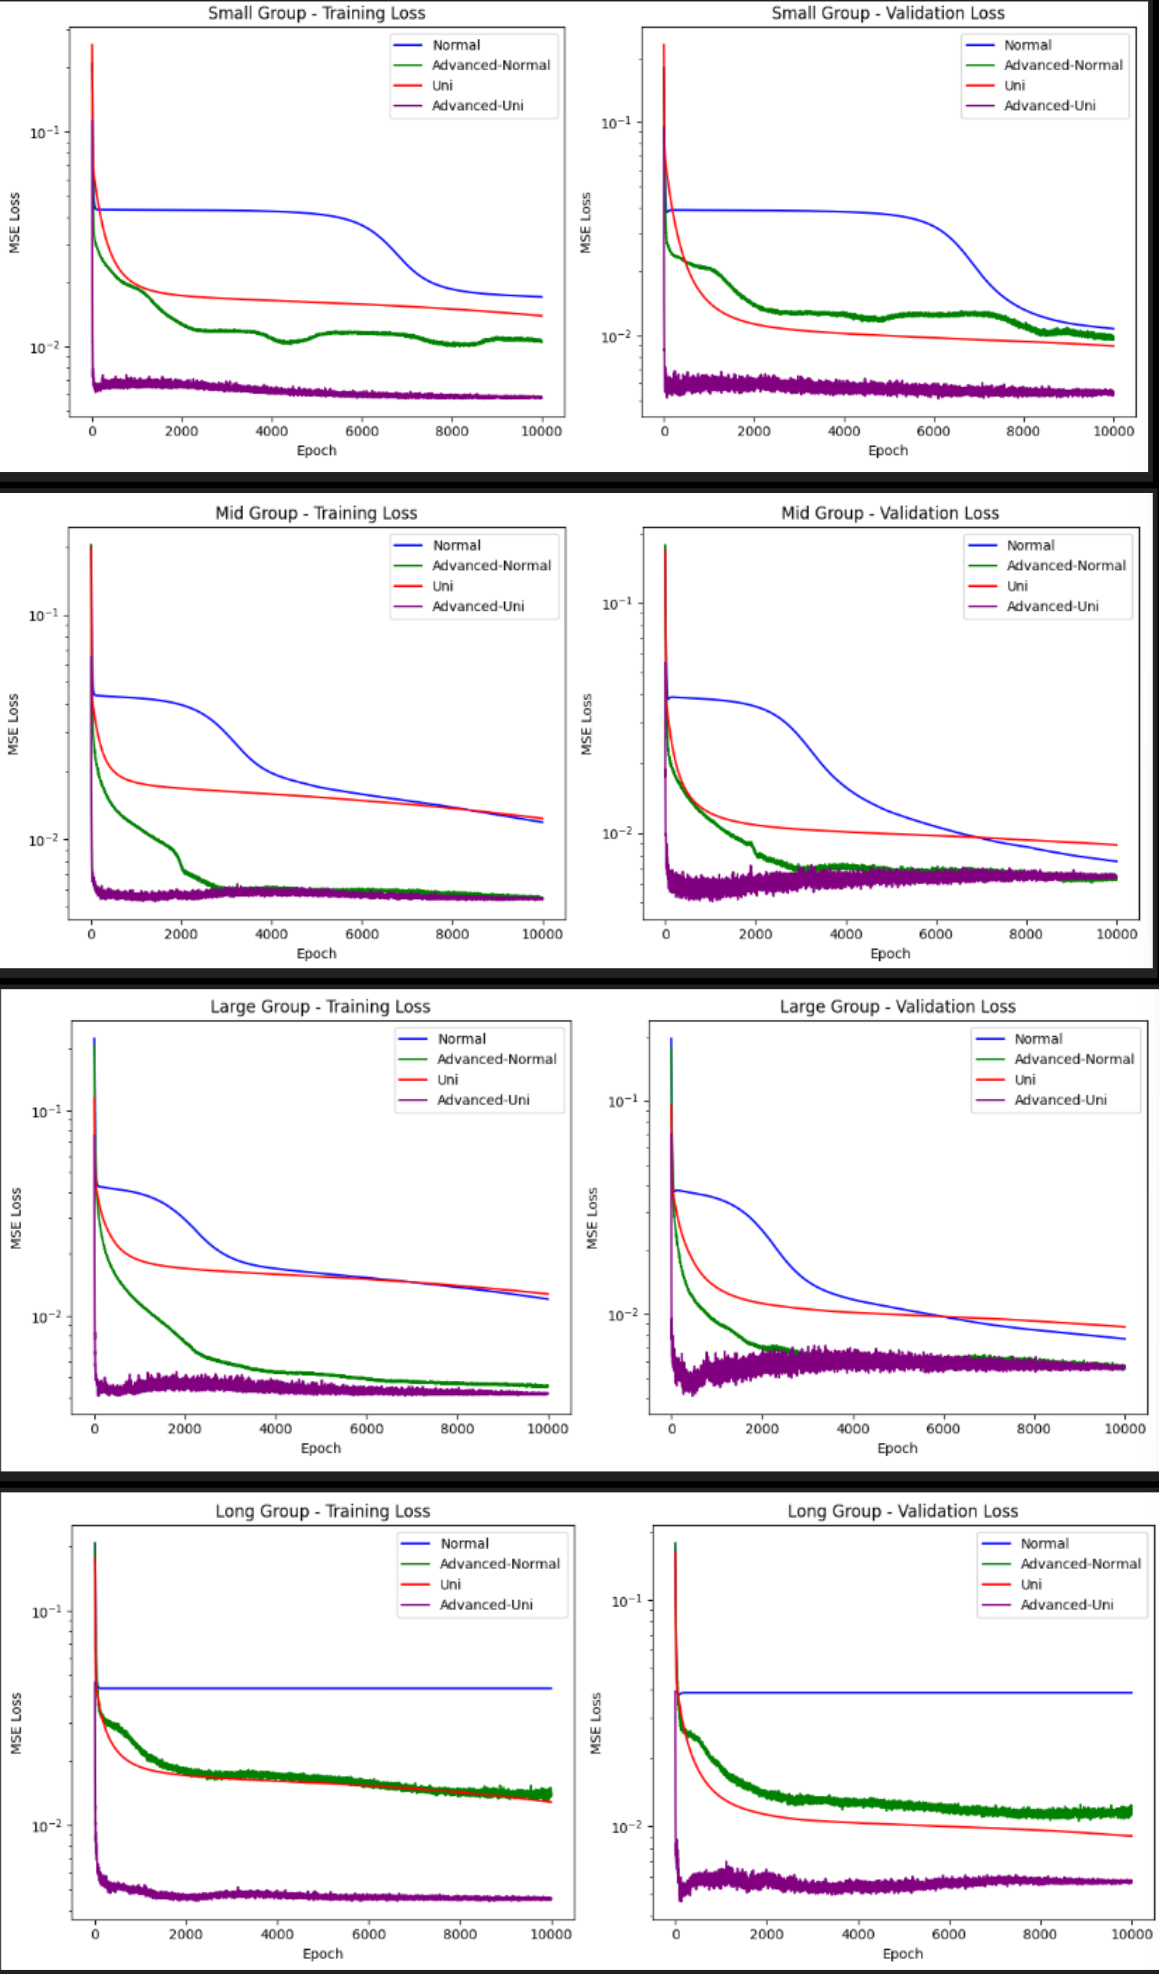 Small Group - Training Loss
Normal
Advanced-Normal
Uni
Advanced-Uni
10⁻¹
10⁻²
MSE Loss
0 2000 4000 6000 8000 10000
Epoch
Small Group - Validation Loss
Normal
Advanced-Normal
Uni
Advanced-Uni
10⁻¹
10⁻²
MSE Loss
0 2000 4000 6000 8000 10000
Epoch
Mid Group - Training Loss
Normal
Advanced-Normal
Uni
Advanced-Uni
10⁻¹
10⁻²
MSE Loss
0 2000 4000 6000 8000 10000
Epoch
Mid Group - Validation Loss
Normal
Advanced-Normal
Uni
Advanced-Uni
10⁻¹
10⁻²
MSE Loss
0 2000 4000 6000 8000 10000
Epoch
Large Group - Training Loss
Normal
Advanced-Normal
Uni
Advanced-Uni
10⁻¹
10⁻²
MSE Loss
0 2000 4000 6000 8000 10000
Epoch
Large Group - Validation Loss
Normal
Advanced-Normal
Uni
Advanced-Uni
10⁻¹
10⁻²
MSE Loss
0 2000 4000 6000 8000 10000
Epoch
Long Group - Training Loss
Normal
Advanced-Normal
Uni
Advanced-Uni
10⁻¹
10⁻²
MSE Loss
0 2000 4000 6000 8000 10000
Epoch
Long Group - Validation Loss
Normal
Advanced-Normal
Uni
Advanced-Uni
10⁻¹
10⁻²
MSE Loss
0 2000 4000 6000 8000 10000
Epoch